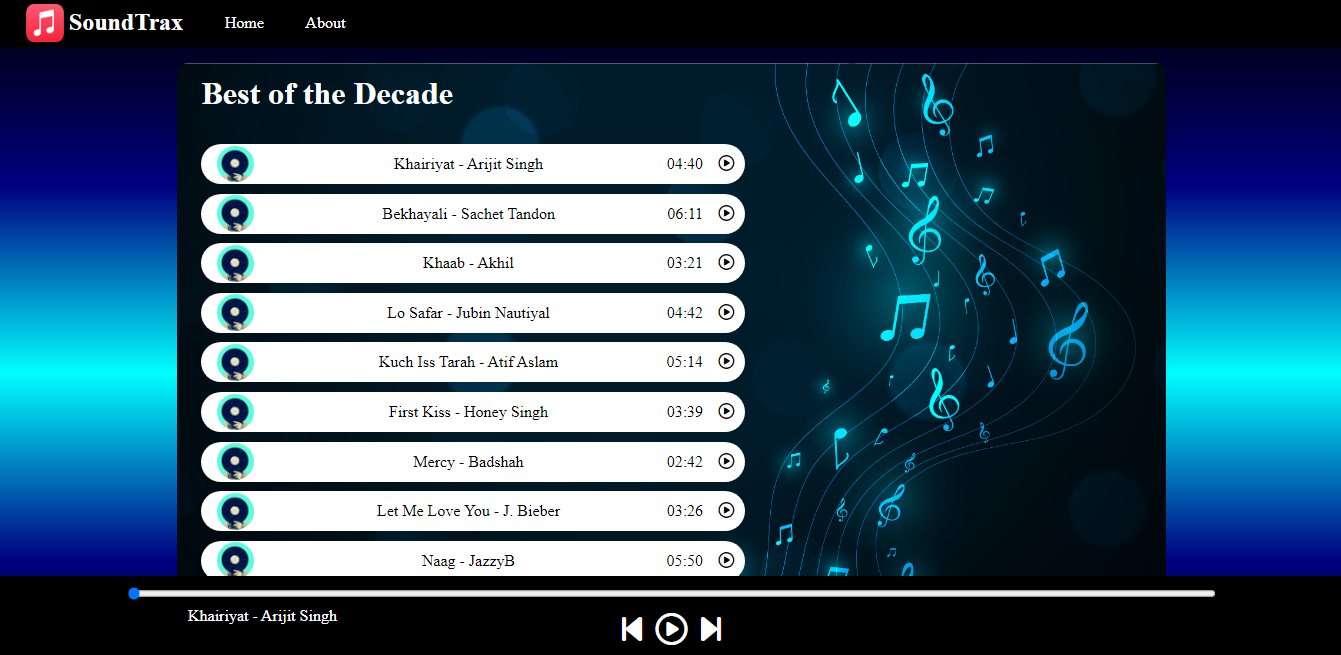 SoundTrax Home About
Best of the Decade
Khairiyat - Arijit Singh 04:40
Bekhayali - Sachet Tandon 06:11
Khaab - Akhil 03:21
Lo Safar - Jubin Nautiyal 04:42
Kuch Iss Tarah - Atif Aslam 05:14
First Kiss - Honey Singh 03:39
Mercy - Badshah 02:42
Let Me Love You - J. Bieber 03:26
Naag - JazzyB 05:50
Khairiyat - Arijit Singh